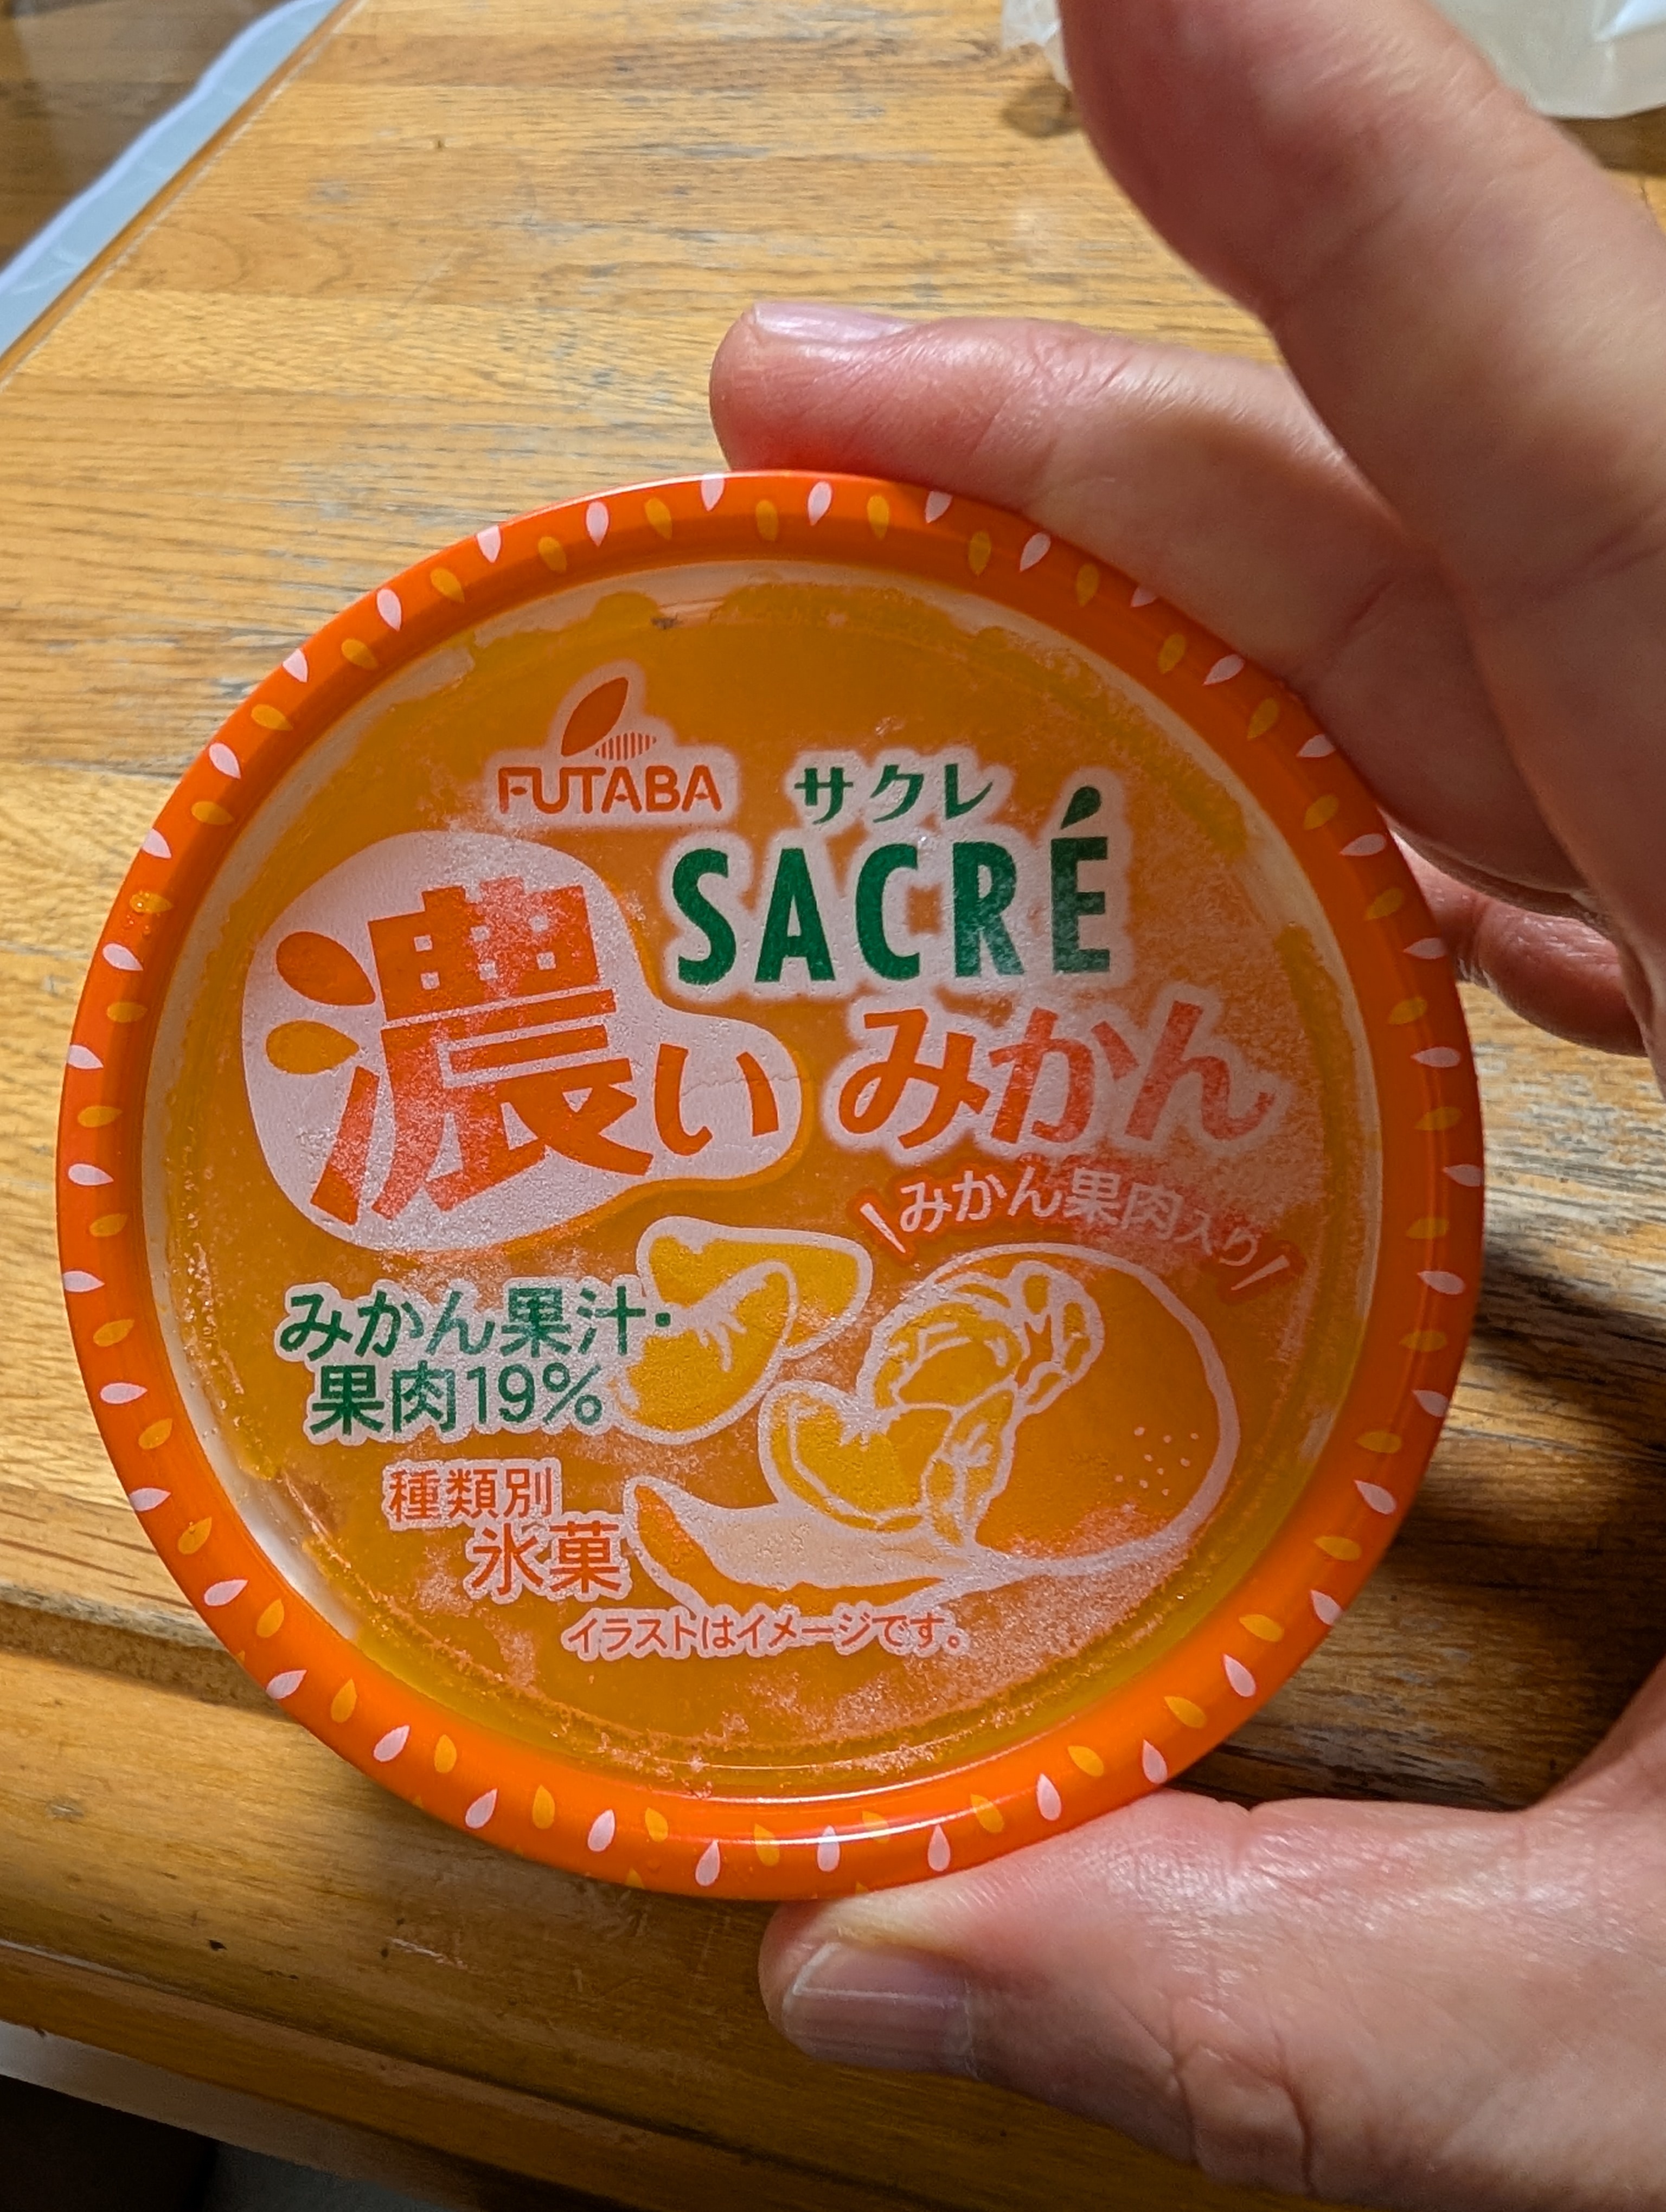 FUTABA
サクレ
SACRÉ
濃いみかん
みかん果肉入り
みかん果汁・
果肉19%
種類別
氷菓
イラストはイメージです。